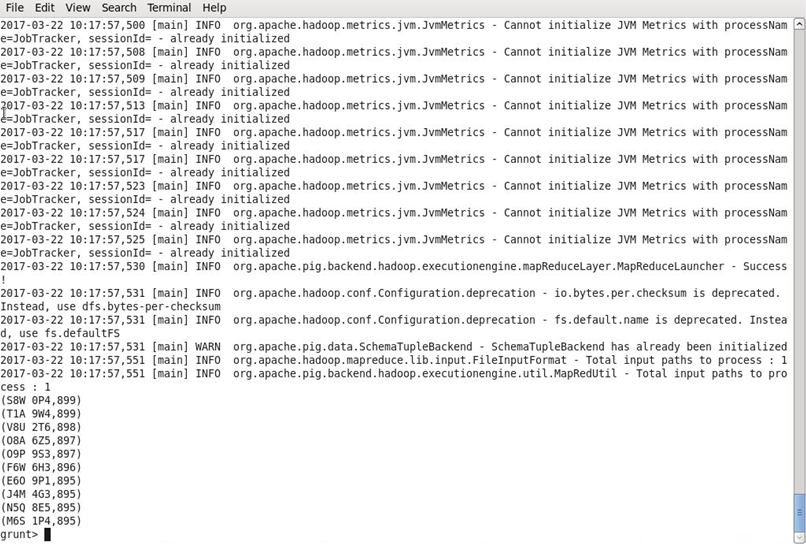 File Edit View Search Terminal Help
2017-03-22 10:17:57,500 [main] INFO  org.apache.hadoop.metrics.jvm.JvmMetrics - Cannot initialize JVM Metrics with processNam
e=JobTracker, sessionId= - already initialized
2017-03-22 10:17:57,508 [main] INFO  org.apache.hadoop.metrics.jvm.JvmMetrics - Cannot initialize JVM Metrics with processNam
e=JobTracker, sessionId= - already initialized
2017-03-22 10:17:57,509 [main] INFO  org.apache.hadoop.metrics.jvm.JvmMetrics - Cannot initialize JVM Metrics with processNam
e=JobTracker, sessionId= - already initialized
2017-03-22 10:17:57,513 [main] INFO  org.apache.hadoop.metrics.jvm.JvmMetrics - Cannot initialize JVM Metrics with processNam
e=JobTracker, sessionId= - already initialized
2017-03-22 10:17:57,517 [main] INFO  org.apache.hadoop.metrics.jvm.JvmMetrics - Cannot initialize JVM Metrics with processNam
e=JobTracker, sessionId= - already initialized
2017-03-22 10:17:57,517 [main] INFO  org.apache.hadoop.metrics.jvm.JvmMetrics - Cannot initialize JVM Metrics with processNam
e=JobTracker, sessionId= - already initialized
2017-03-22 10:17:57,523 [main] INFO  org.apache.hadoop.metrics.jvm.JvmMetrics - Cannot initialize JVM Metrics with processNam
e=JobTracker, sessionId= - already initialized
2017-03-22 10:17:57,524 [main] INFO  org.apache.hadoop.metrics.jvm.JvmMetrics - Cannot initialize JVM Metrics with processNam
e=JobTracker, sessionId= - already initialized
2017-03-22 10:17:57,525 [main] INFO  org.apache.hadoop.metrics.jvm.JvmMetrics - Cannot initialize JVM Metrics with processNam
e=JobTracker, sessionId= - already initialized
2017-03-22 10:17:57,530 [main] INFO  org.apache.pig.backend.hadoop.executionengine.mapReduceLayer.MapReduceLauncher - Success
!
2017-03-22 10:17:57,531 [main] INFO  org.apache.hadoop.conf.Configuration.deprecation - io.bytes.per.checksum is deprecated.
Instead, use dfs.bytes-per-checksum
2017-03-22 10:17:57,531 [main] INFO  org.apache.hadoop.conf.Configuration.deprecation - fs.default.name is deprecated. Instea
d, use fs.defaultFS
2017-03-22 10:17:57,531 [main] WARN  org.apache.pig.data.SchemaTupleBackend - SchemaTupleBackend has already been initialized
2017-03-22 10:17:57,551 [main] INFO  org.apache.hadoop.mapreduce.lib.input.FileInputFormat - Total input paths to process : 1
2017-03-22 10:17:57,551 [main] INFO  org.apache.pig.backend.hadoop.executionengine.util.MapRedUtil - Total input paths to pro
cess : 1
(S8W 0P4,899)
(T1A 9W4,899)
(V8U 2T6,898)
(O8A 6Z5,897)
(O9P 9S3,897)
(F6W 6H3,896)
(E6O 9P1,895)
(J4M 4G3,895)
(N5Q 8E5,895)
(M6S 1P4,895)
grunt>